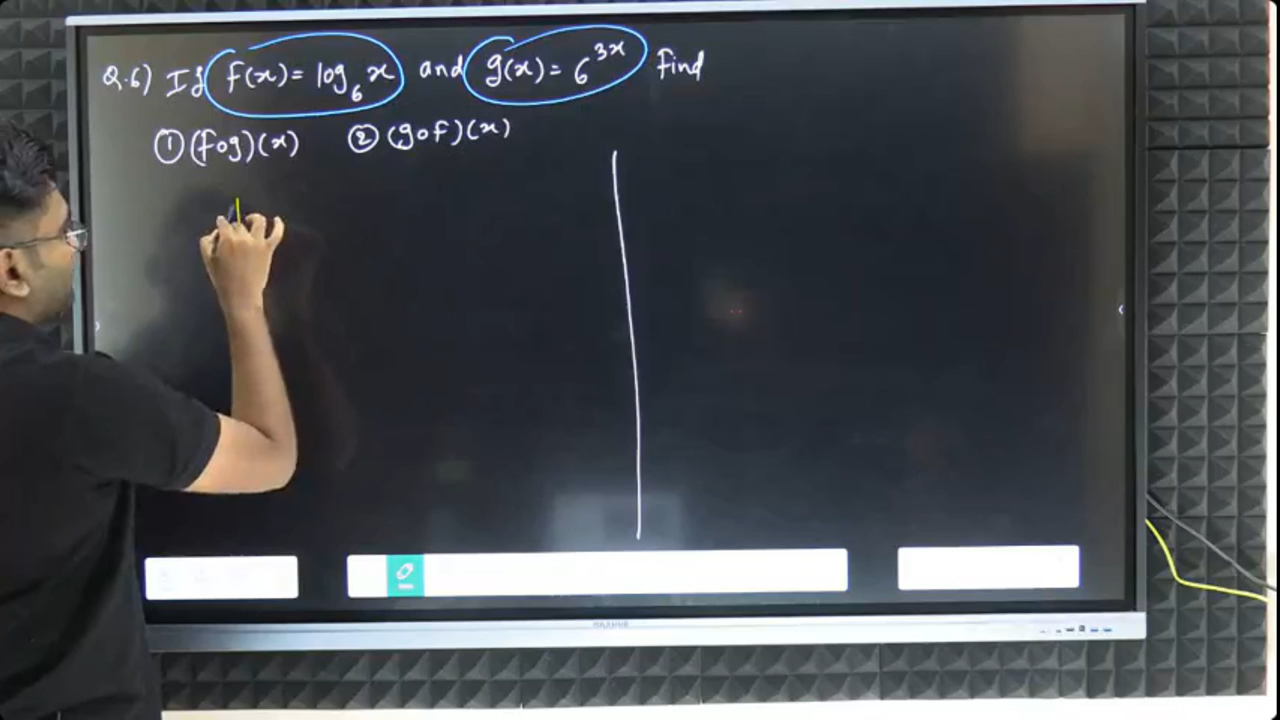 Q.6) If f(x) = log₆ x and g(x) = 6³ˣ find
① (fog)(x) ② (gof)(x)